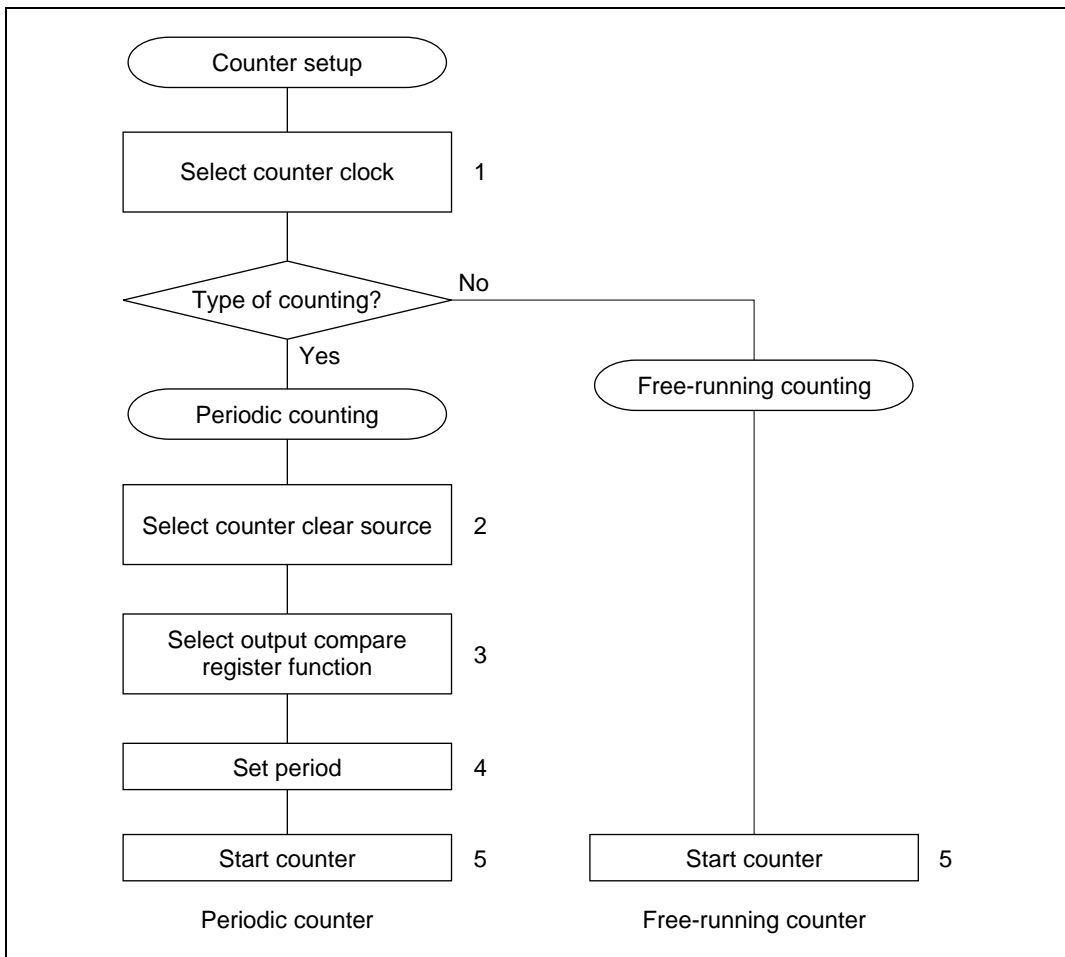 Counter setup
Select counter clock
1
Type of counting?
No
Yes
Free-running counting
Periodic counting
Select counter clear source
2
Select output compare
register function
3
Set period
4
Start counter
5
Start counter
5
Periodic counter
Free-running counter